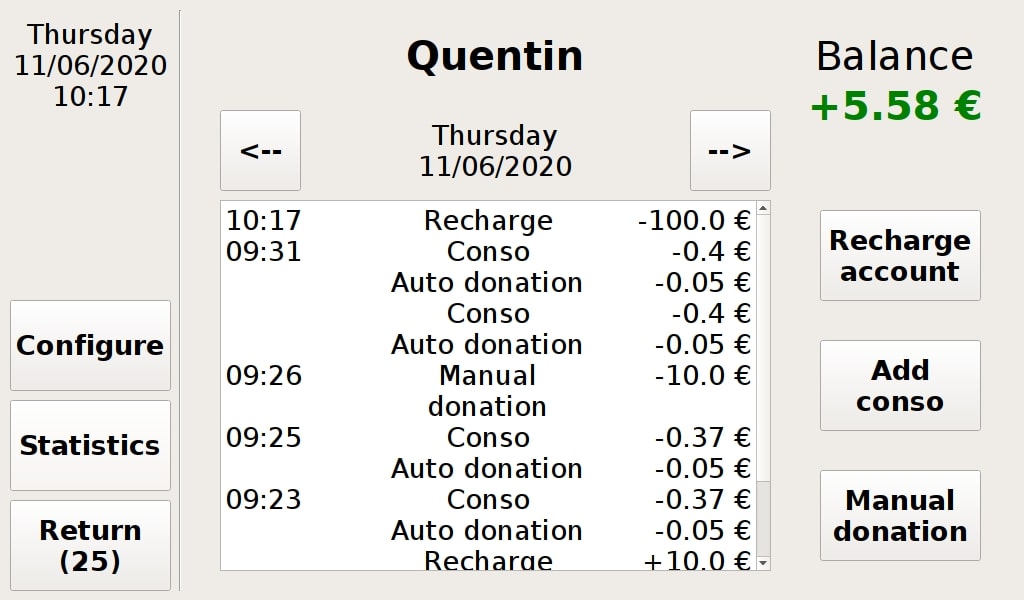 Thursday
11/06/2020
10:17
Configure
Statistics
Return
(25)
Quentin
<--
Thursday
11/06/2020
-->
10:17 Recharge -100.0 €
09:31 Conso -0.4 €
Auto donation -0.05 €
Conso -0.4 €
Auto donation -0.05 €
09:26 Manual -10.0 €
donation
09:25 Conso -0.37 €
Auto donation -0.05 €
09:23 Conso -0.37 €
Auto donation -0.05 €
Recharge +10.0 €
Balance
+5.58 €
Recharge
account
Add
conso
Manual
donation